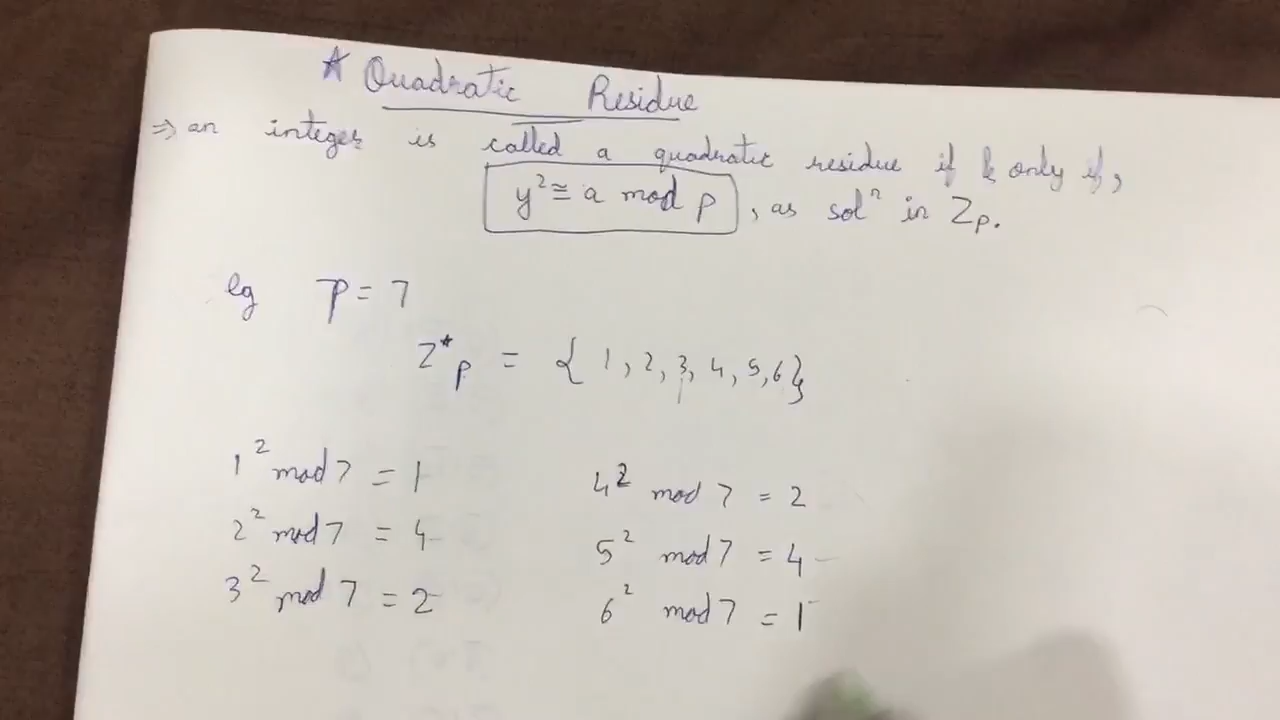 ☆ Quadratic Residue
⇒ an integer is called a quadratic residue if & only if,
y² ≅ a mod p , as solⁿ in Zp.
eg p = 7
Z*p = { 1, 2, 3, 4, 5, 6}
1² mod 7 = 1
2² mod 7 = 4
3² mod 7 = 2
4² mod 7 = 2
5² mod 7 = 4
6² mod 7 = 1